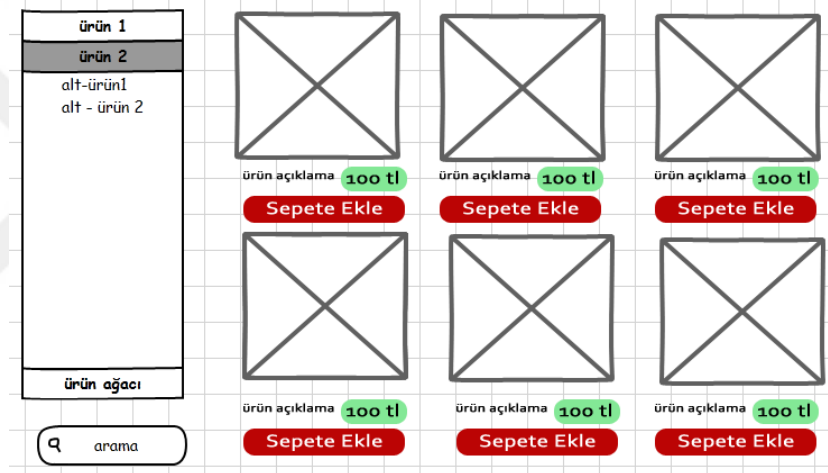 ürün 1
ürün 2
alt-ürün1
alt - ürün 2
ürün ağacı
arama
ürün açıklama 100 tl
Sepete Ekle
ürün açıklama 100 tl
Sepete Ekle
ürün açıklama 100 tl
Sepete Ekle
ürün açıklama 100 tl
Sepete Ekle
ürün açıklama 100 tl
Sepete Ekle
ürün açıklama 100 tl
Sepete Ekle